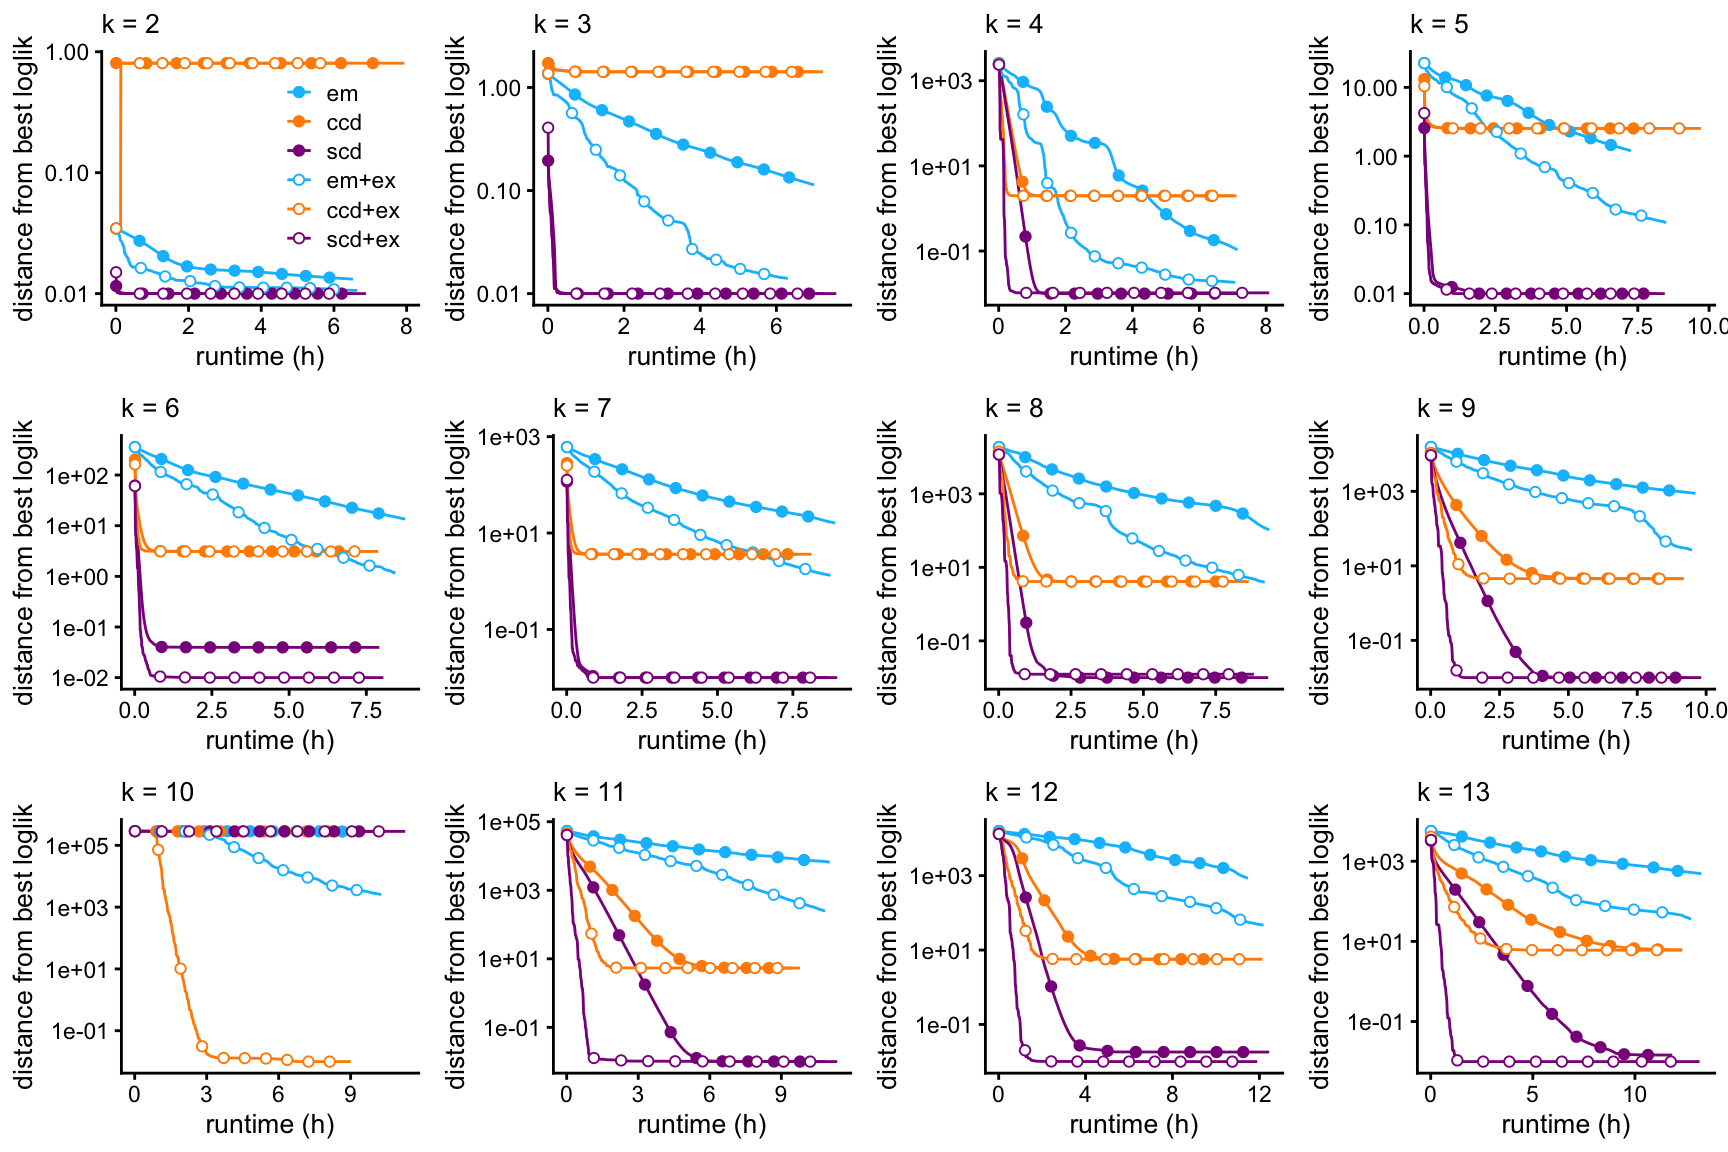 k = 2
distance from best loglik
1.00
0.10
0.01
0 2 4 6 8
runtime (h)
em
ccd
scd
em+ex
ccd+ex
scd+ex
k = 3
distance from best loglik
1.00
0.10
0.01
0 2 4 6
runtime (h)
k = 4
distance from best loglik
1e+03
1e+01
1e-01
0 2 4 6 8
runtime (h)
k = 5
distance from best loglik
10.00
1.00
0.10
0.01
0.0 2.5 5.0 7.5 10.0
runtime (h)
k = 6
distance from best loglik
1e+02
1e+01
1e+00
1e-01
1e-02
0.0 2.5 5.0 7.5
runtime (h)
k = 7
distance from best loglik
1e+03
1e+01
1e-01
0.0 2.5 5.0 7.5
runtime (h)
k = 8
distance from best loglik
1e+03
1e+01
1e-01
0.0 2.5 5.0 7.5
runtime (h)
k = 9
distance from best loglik
1e+03
1e+01
1e-01
0.0 2.5 5.0 7.5 10.0
runtime (h)
k = 10
distance from best loglik
1e+05
1e+03
1e+01
1e-01
0 3 6 9
runtime (h)
k = 11
distance from best loglik
1e+05
1e+03
1e+01
1e-01
0 3 6 9
runtime (h)
k = 12
distance from best loglik
1e+03
1e+01
1e-01
0 4 8 12
runtime (h)
k = 13
distance from best loglik
1e+03
1e+01
1e-01
0 5 10
runtime (h)